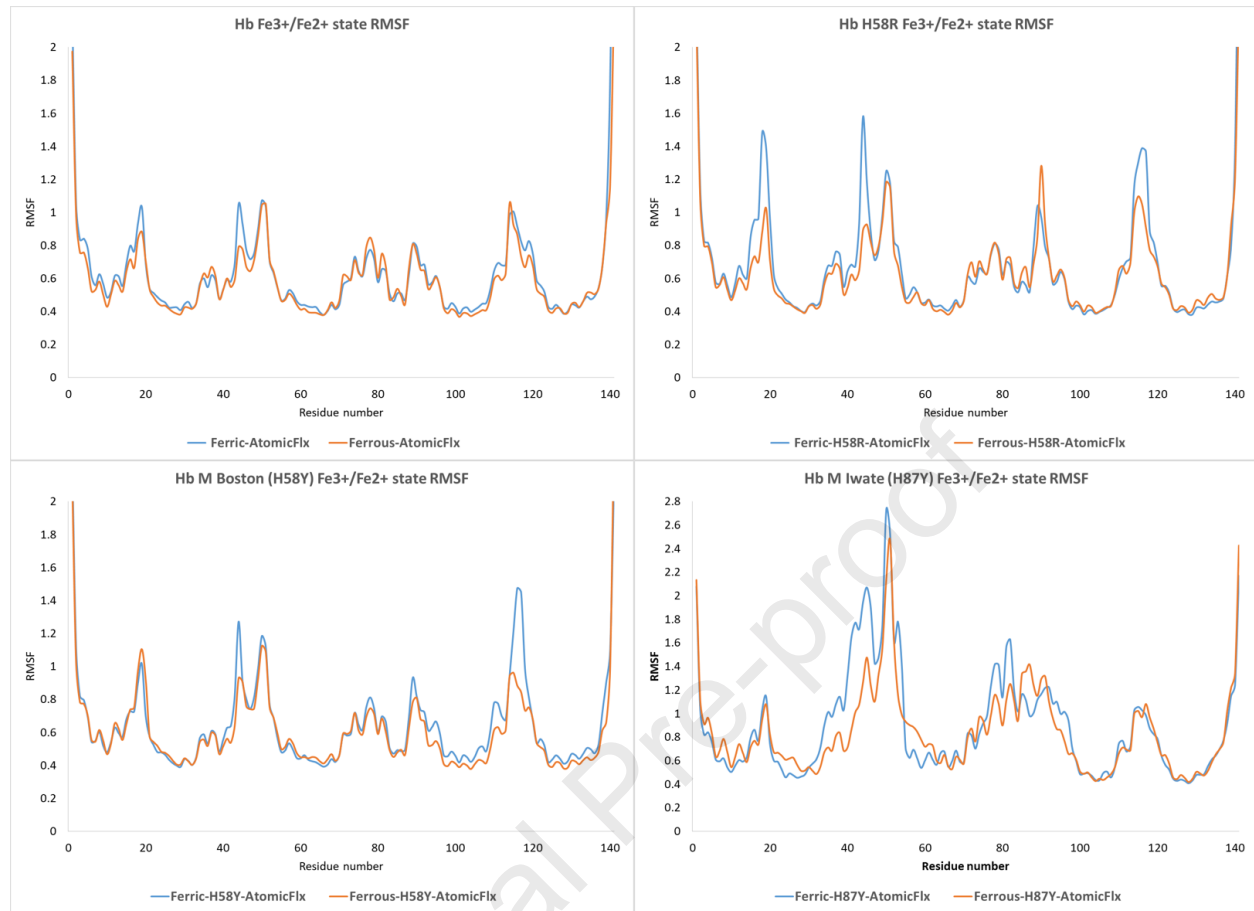 Hb Fe3+/Fe2+ state RMSF
2
1.8
1.6
1.4
1.2
1
0.8
0.6
0.4
0.2
0
RMSF
0 20 40 60 80 100 120 140
Residue number
Ferric-AtomicFlx Ferrous-AtomicFlx
Hb H58R Fe3+/Fe2+ state RMSF
2
1.8
1.6
1.4
1.2
1
0.8
0.6
0.4
0.2
0
RMSF
0 20 40 60 80 100 120 140
Residue number
Ferric-H58R-AtomicFlx Ferrous-H58R-AtomicFlx
Hb M Boston (H58Y) Fe3+/Fe2+ state RMSF
2
1.8
1.6
1.4
1.2
1
0.8
0.6
0.4
0.2
0
RMSF
0 20 40 60 80 100 120 140
Residue number
Ferric-H58Y-AtomicFlx Ferrous-H58Y-AtomicFlx
Hb M Iwate (H87Y) Fe3+/Fe2+ state RMSF
2.8
2.6
2.4
2.2
2
1.8
1.6
1.4
1.2
1
0.8
0.6
0.4
0.2
0
RMSF
0 20 40 60 80 100 120 140
Residue number
Ferric-H87Y-AtomicFlx Ferrous-H87Y-AtomicFlx
al Pre-proof